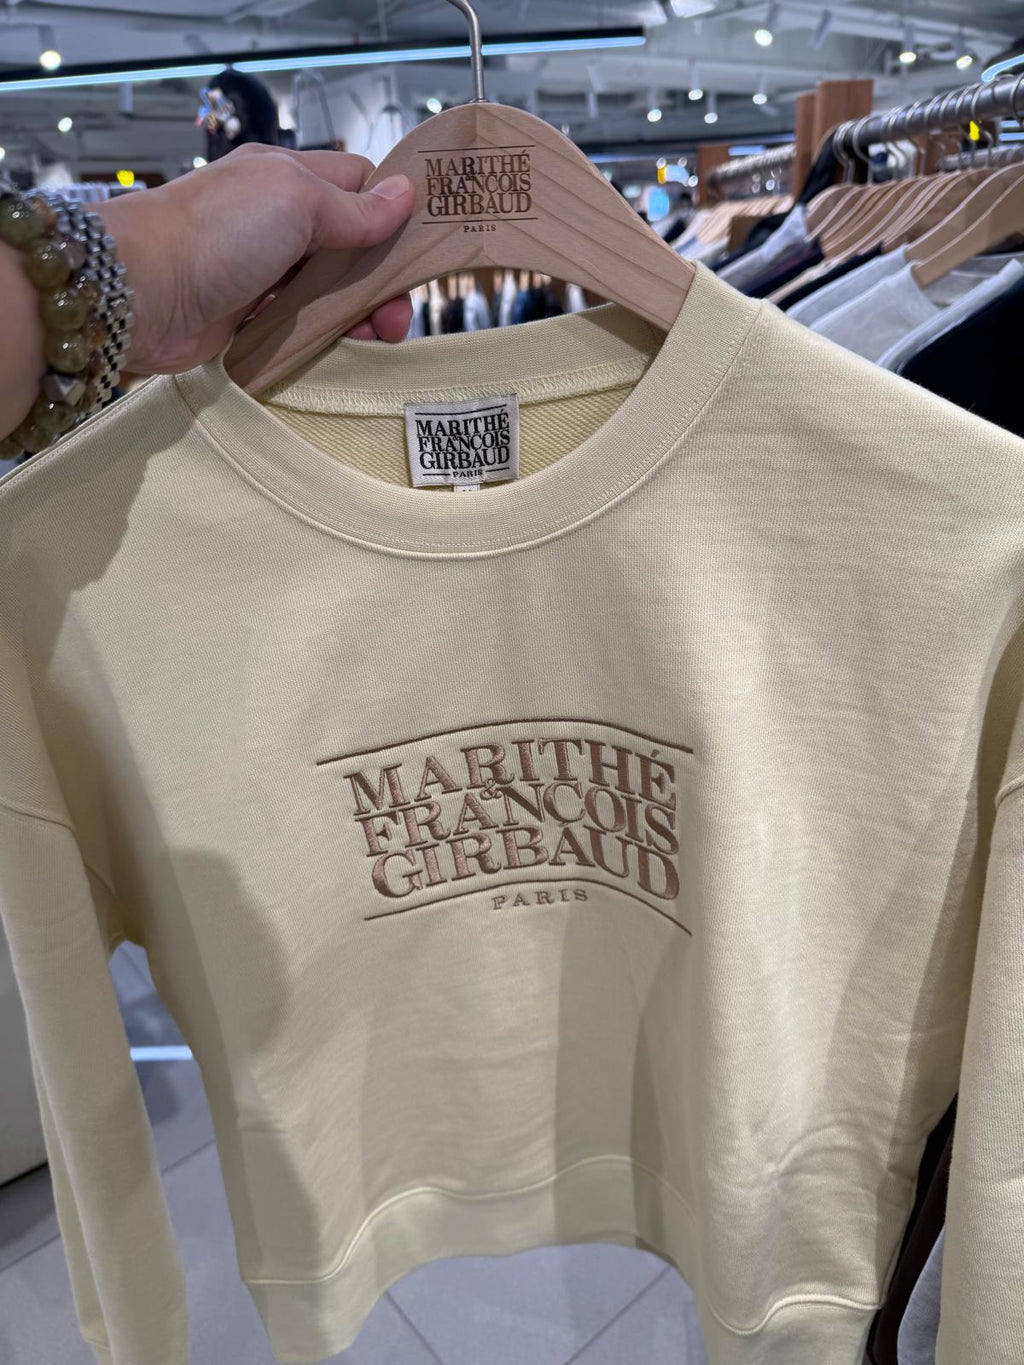 MARITHÉ
FRANCOIS
GIRBAUD
PARIS
MARITHÉ
&
FRANCOIS
GIRBAUD
PARIS
MARITHÉ
&
FRANCOIS
GIRBAUD
PARIS